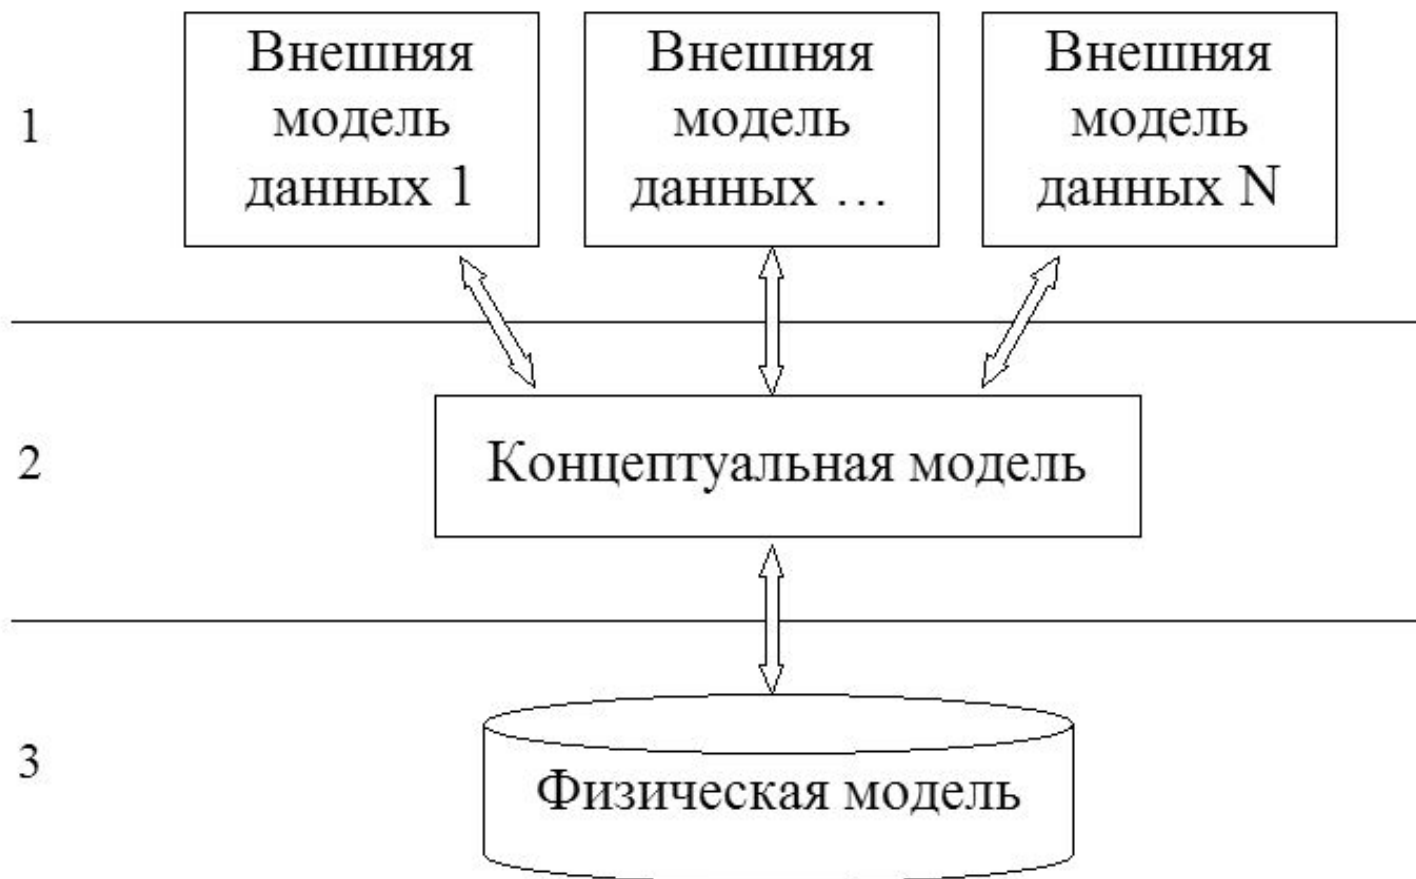 1
Внешняя
модель
данных 1
Внешняя
модель
данных …
Внешняя
модель
данных N
2
Концептуальная модель
3
Физическая модель